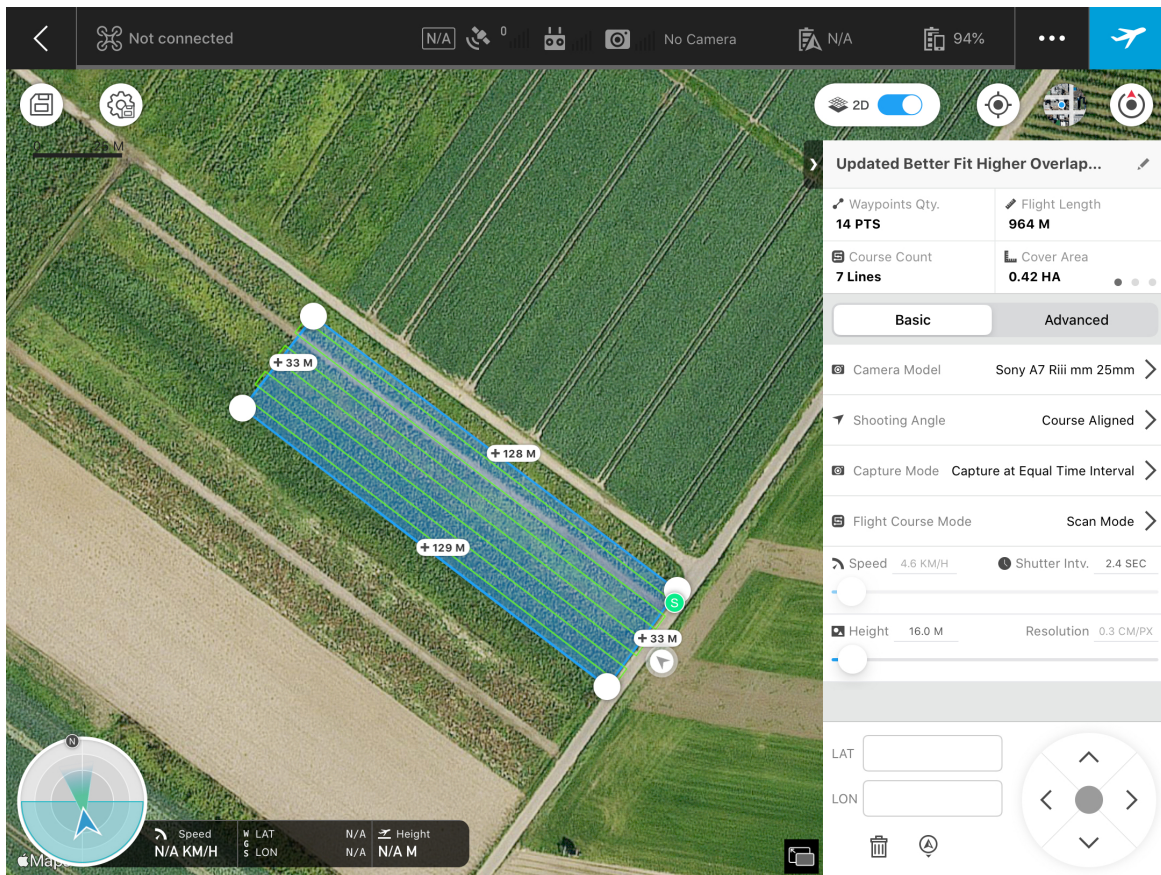 Not connected
N/A
0
No Camera
N/A
94%
2D
0 25 M
Updated Better Fit Higher Overlap...
Waypoints Qty.
14 PTS
Flight Length
964 M
Course Count
7 Lines
Cover Area
0.42 HA
Basic
Advanced
Camera Model
Sony A7 Riii mm 25mm
Shooting Angle
Course Aligned
Capture Mode
Capture at Equal Time Interval
Flight Course Mode
Scan Mode
Speed 4.6 KM/H
Shutter Intv. 2.4 SEC
Height 16.0 M
Resolution 0.3 CM/PX
LAT
LON
+ 33 M
+ 128 M
+ 129 M
S
+ 33 M
N
Speed
N/A KM/H
WGS
LAT N/A
LON N/A
Height
N/A M
Maps